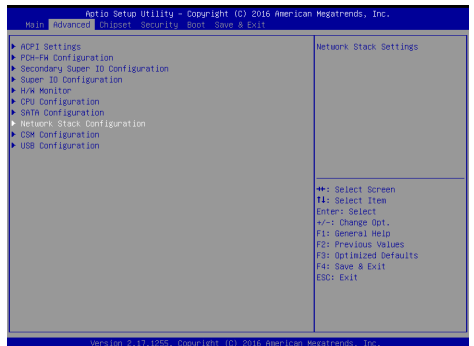 Aptio Setup Utility – Copyright (C) 2016 American Megatrends, Inc.
Main Advanced Chipset Security Boot Save & Exit
ACPI Settings
PCH-FW Configuration
Secondary Super IO Configuration
Super IO Configuration
H/W Monitor
CPU Configuration
SATA Configuration
Network Stack Configuration
CSM Configuration
USB Configuration
Network Stack Settings
→←: Select Screen
↑↓: Select Item
Enter: Select
+/-: Change Opt.
F1: General Help
F2: Previous Values
F3: Optimized Defaults
F4: Save & Exit
ESC: Exit
Version 2.17.1255. Copyright (C) 2016 American Megatrends, Inc.